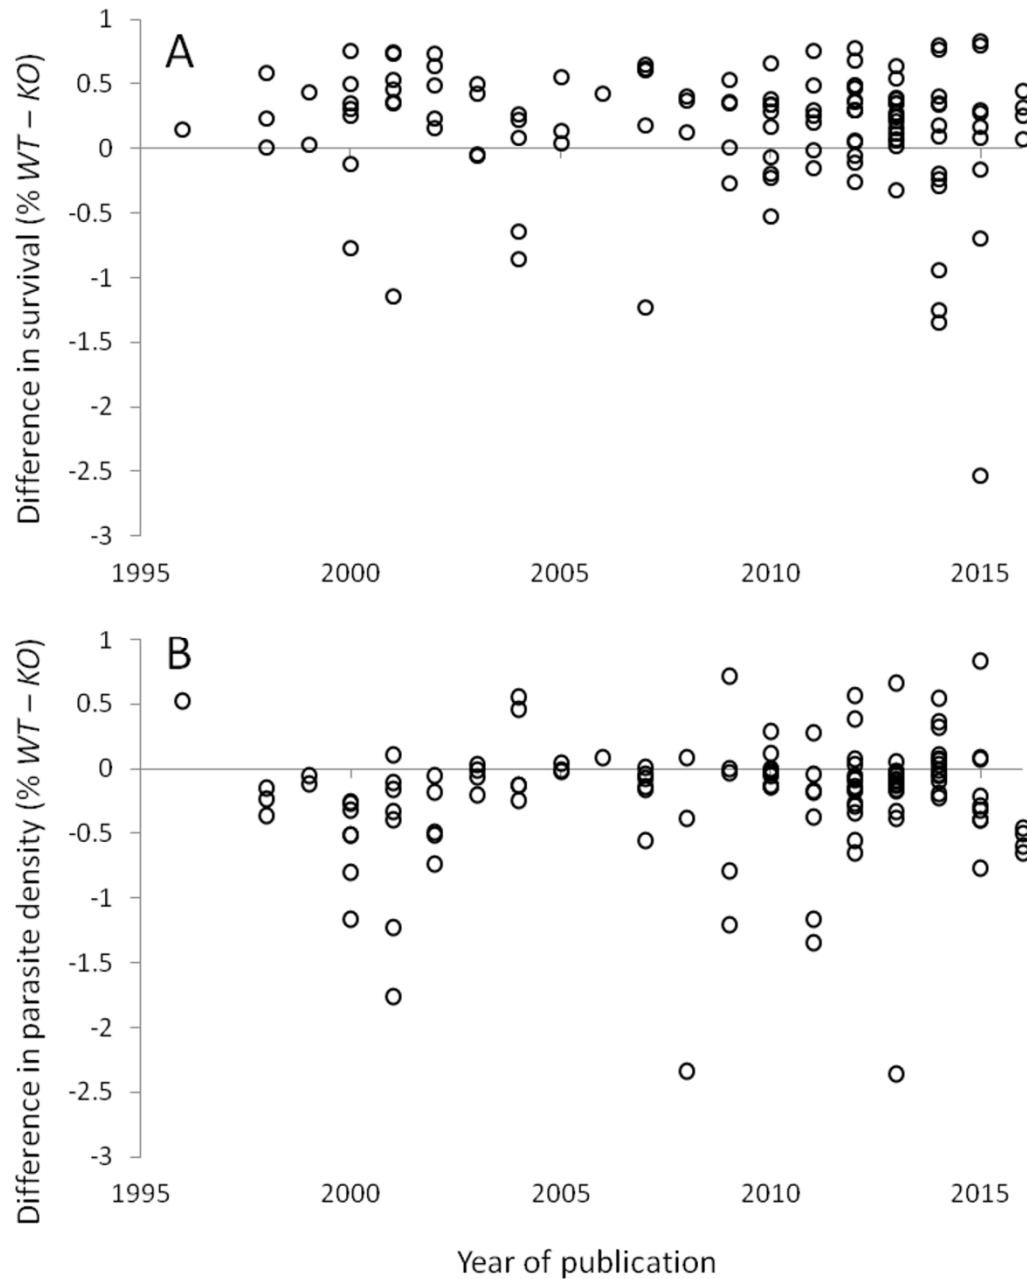 A
Difference in survival (% WT – KO)
1
0.5
0
-0.5
-1
-1.5
-2
-2.5
-3
1995 2000 2005 2010 2015
B
Difference in parasite density (% WT – KO)
1
0.5
0
-0.5
-1
-1.5
-2
-2.5
-3
1995 2000 2005 2010 2015
Year of publication